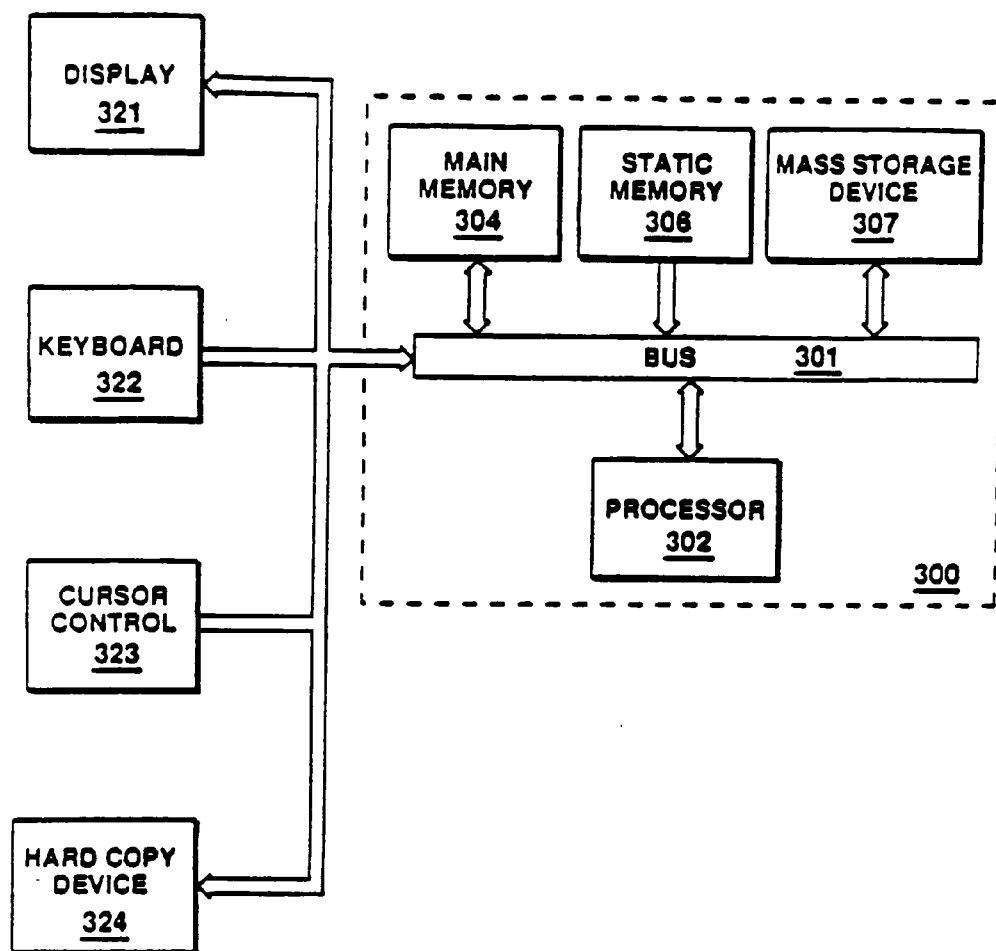 DISPLAY
321
MAIN
MEMORY
304
STATIC
MEMORY
306
MASS STORAGE
DEVICE
307
KEYBOARD
322
BUS 301
PROCESSOR
302
300
CURSOR
CONTROL
323
HARD COPY
DEVICE
324